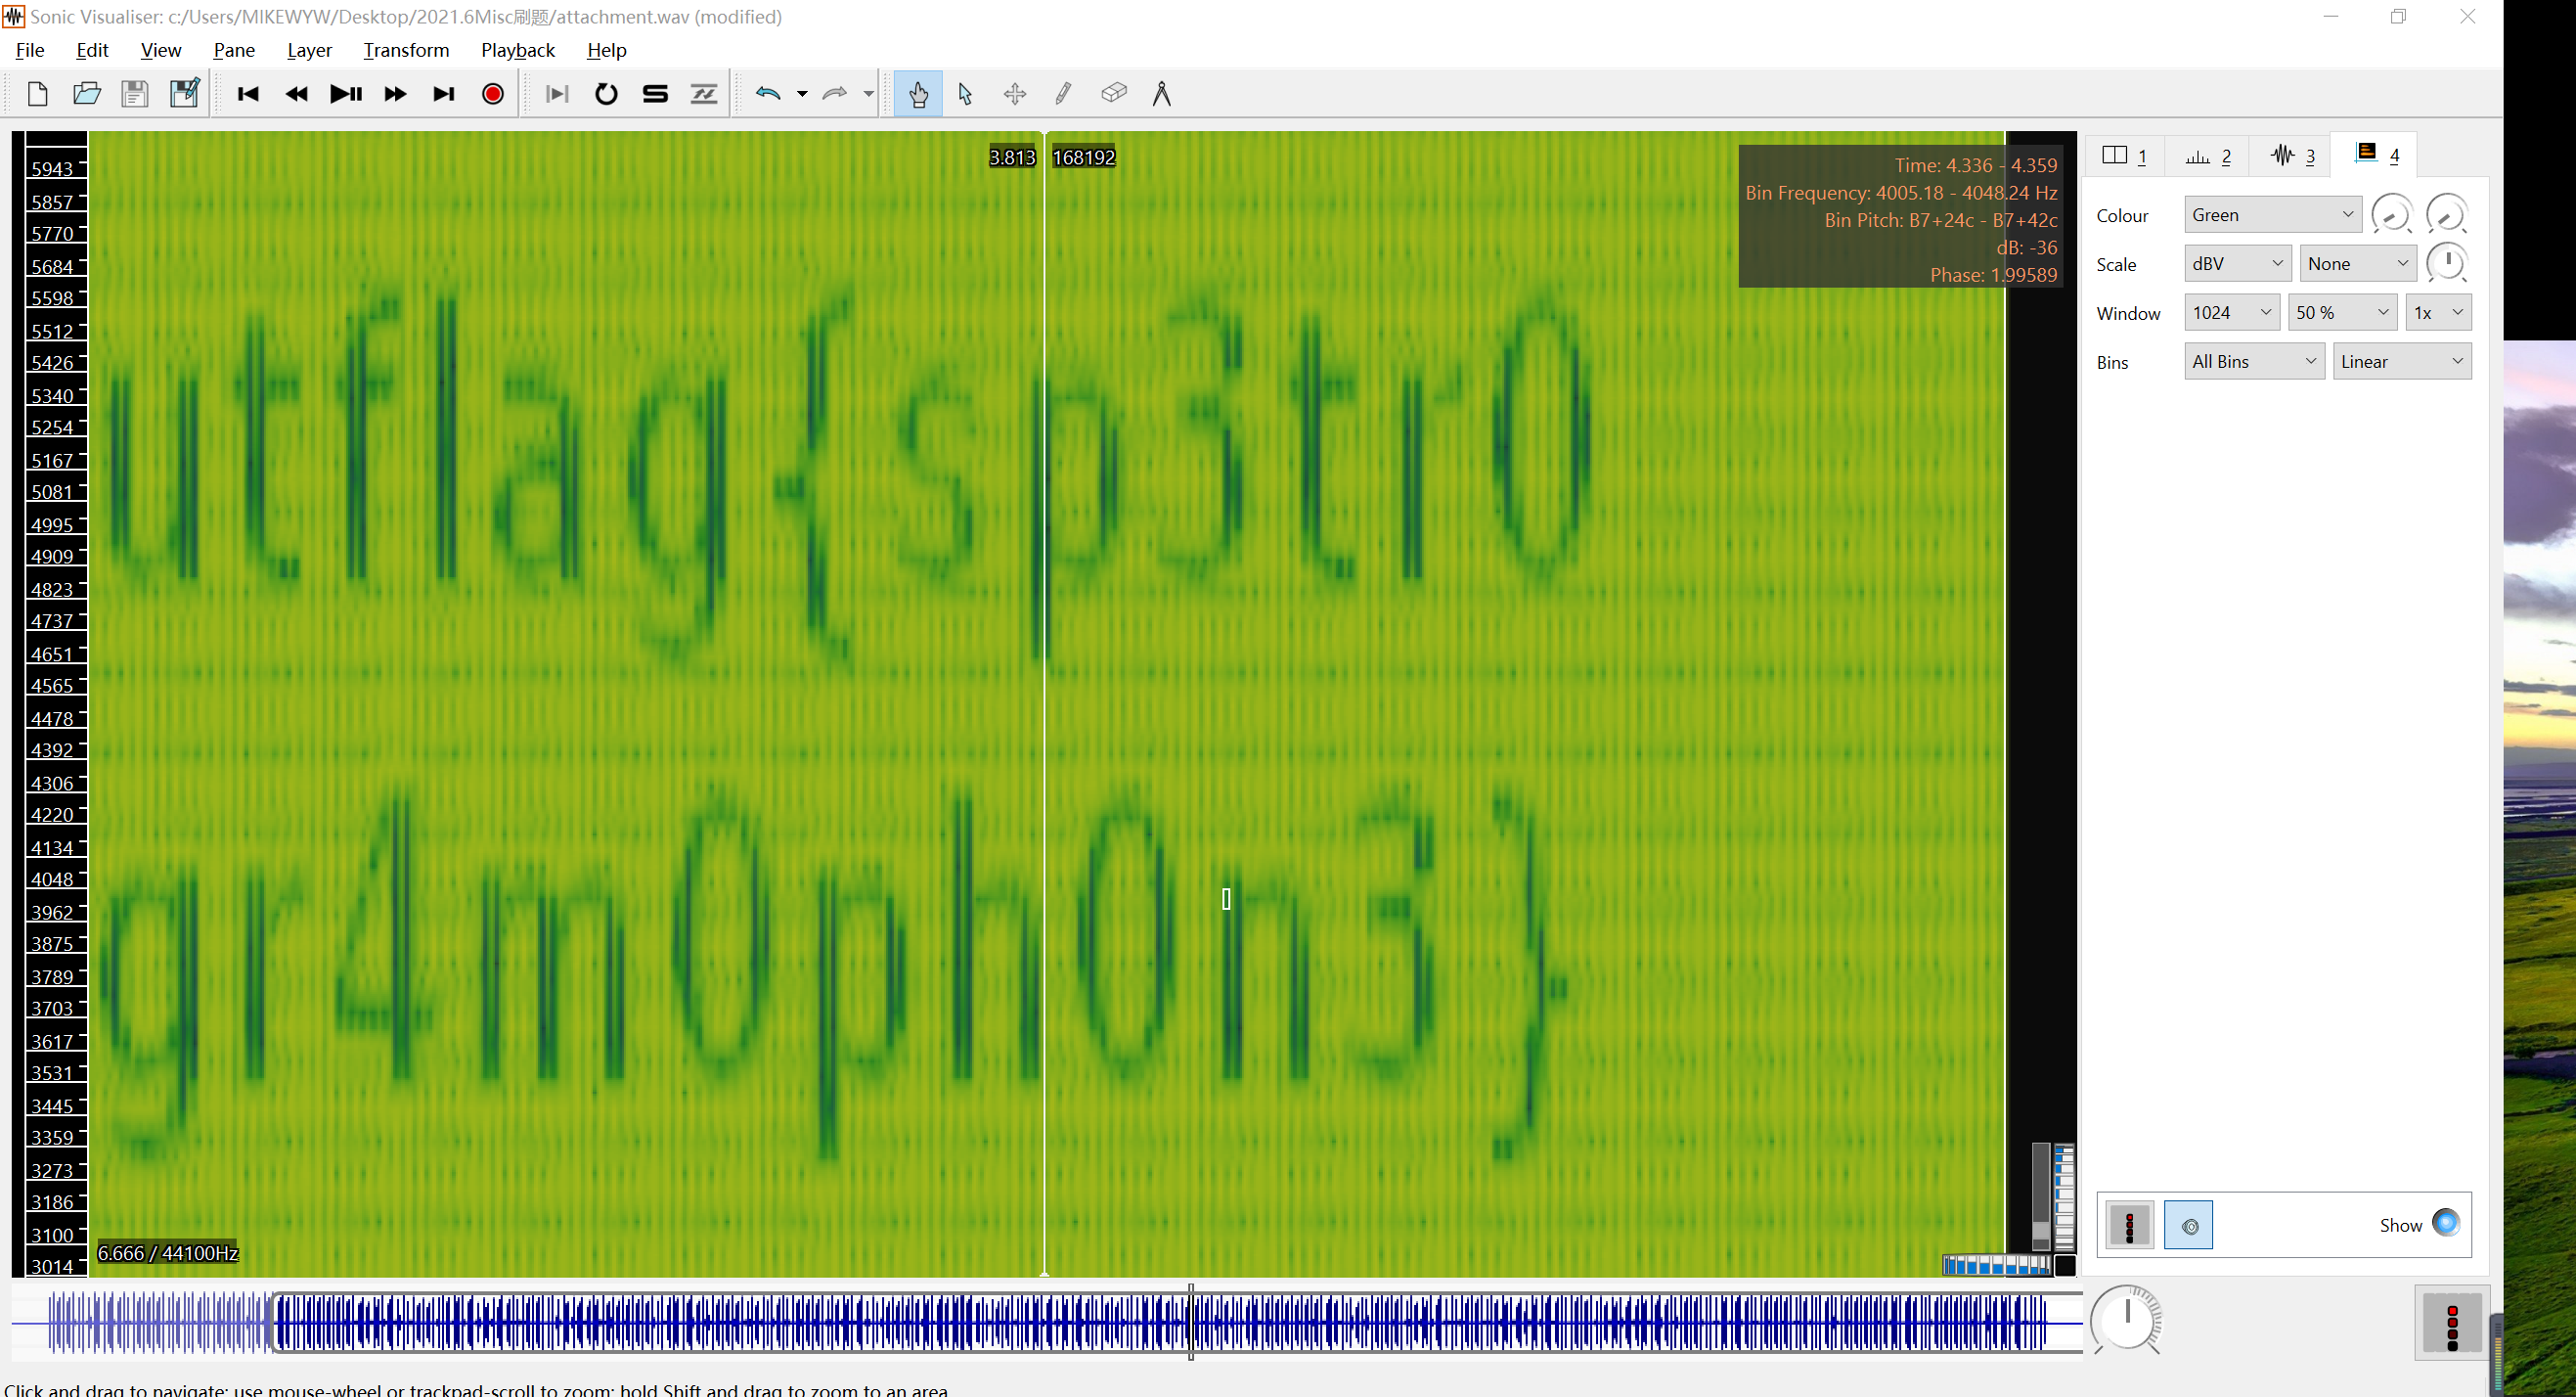 Sonic Visualiser: c:/Users/MIKEWYW/Desktop/2021.6Misc刷题/attachment.wav (modified)
File Edit View Pane Layer Transform Playback Help
3.813 168192
Time: 4.336 - 4.359
Bin Frequency: 4005.18 - 4048.24 Hz
Bin Pitch: B7+24c - B7+42c
dB: -36
Phase: 1.99589
1 2 3 4
Colour Green
Scale dBV None
Window 1024 50 % 1x
Bins All Bins Linear
5943
5857
5770
5684
5598
5512
5426
5340
5254
5167
5081
4995
4909
4823
4737
4651
4565
4478
4392
4306
4220
4134
4048
3962
3875
3789
3703
3617
3531
3445
3359
3273
3186
3100
3014
utflag{sp3tr0
gr4mn0ph0n3}
6.666 / 44100Hz
Show
Click and drag to navigate; use mouse-wheel or trackpad-scroll to zoom; hold Shift and drag to zoom to an area